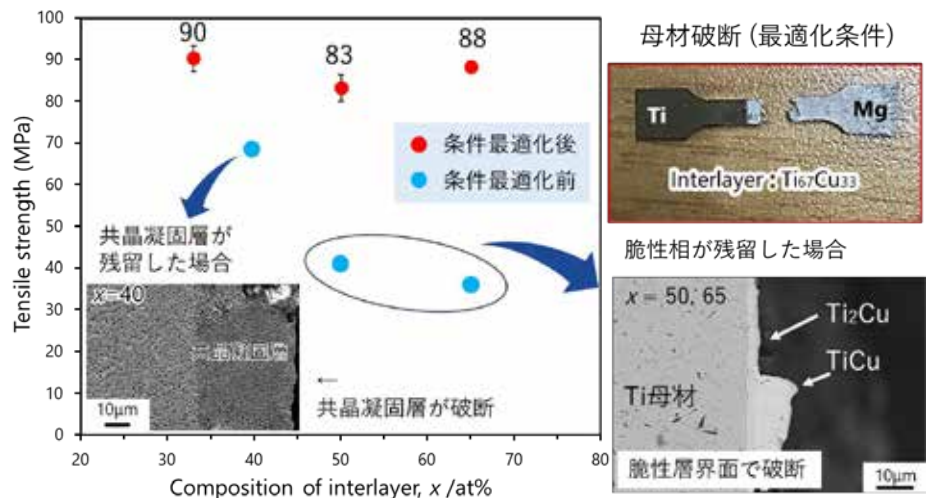 Tensile strength (MPa)
100
90
80
70
60
50
40
30
20
10
0
20
30
40
50
60
70
80
Composition of interlayer, x /at%
90
83
88
条件最適化後
条件最適化前
共晶凝固層が
残留した場合
x=40
共晶凝固層
10μm
←
共晶凝固層が破断
母材破断 (最適化条件)
Ti
Mg
Interlayer : Ti67Cu33
脆性相が残留した場合
x = 50, 65
Ti2Cu
TiCu
Ti母材
脆性層界面で破断
10μm